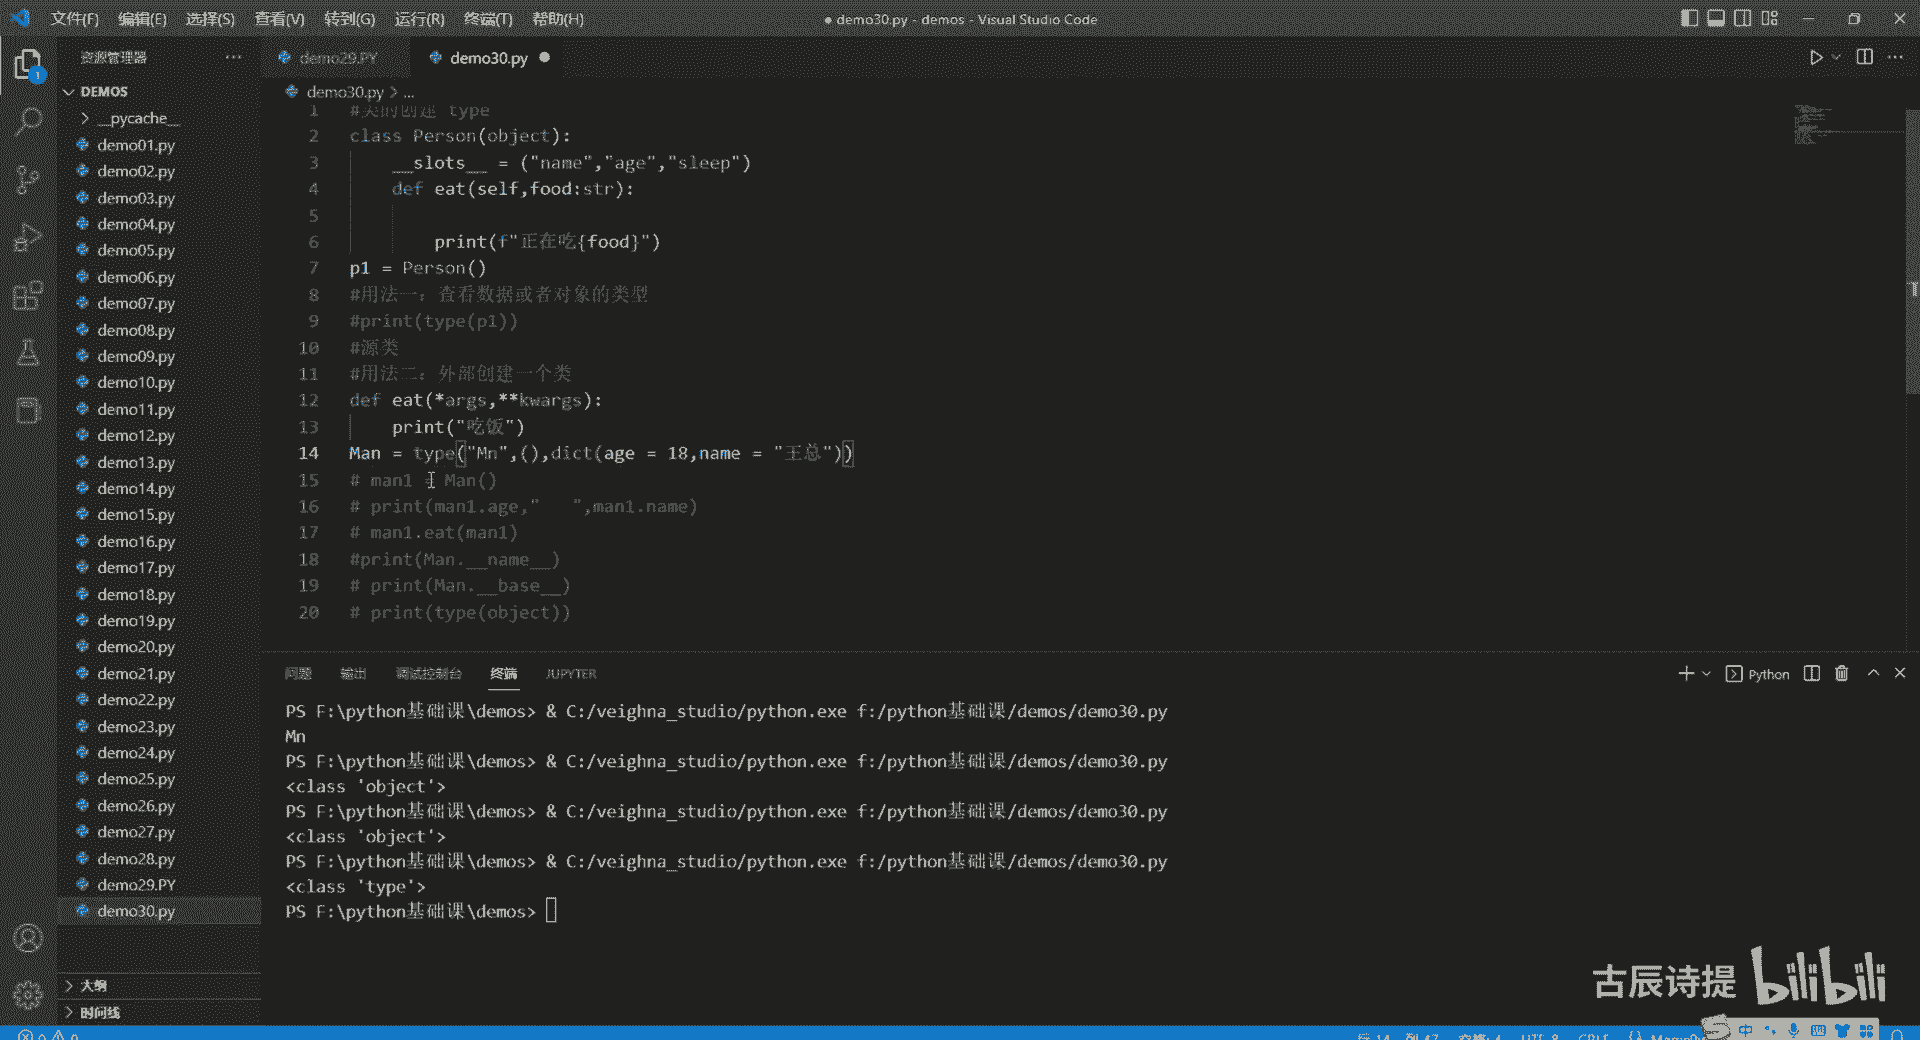 文件(F) 编辑(E) 选择(S) 查看(V) 转到(G) 运行(R) 终端(T) 帮助(H)
● demo30.py - demos - Visual Studio Code
资源管理器
demo29.PY
demo30.py
1
DEMOS
demo30.py > ...
__pycache__
demo01.py
demo02.py
demo03.py
demo04.py
demo05.py
demo06.py
demo07.py
demo08.py
demo09.py
demo10.py
demo11.py
demo12.py
demo13.py
demo14.py
demo15.py
demo16.py
demo17.py
demo18.py
demo19.py
demo20.py
demo21.py
demo22.py
demo23.py
demo24.py
demo25.py
demo26.py
demo27.py
demo28.py
demo29.PY
demo30.py
大纲
时间线
1 #类的创建 type
2 class Person(object):
3 __slots__ = ("name","age","sleep")
4 def eat(self,food:str):
5
6 print(f"正在吃{food}")
7 p1 = Person()
8 #用法一：查看数据或者对象的类型
9 #print(type(p1))
10 #源类
11 #用法二：外部创建一个类
12 def eat(*args,**kwargs):
13 print("吃饭")
14 Man = type("Mn",(),dict(age = 18,name = "王总"))
15 # man1 = Man()
16 # print(man1.age,"   ",man1.name)
17 # man1.eat(man1)
18 #print(Man.__name__)
19 # print(Man.__base__)
20 # print(type(object))
问题 输出 调试控制台 终端 JUPYTER
Python
PS F:\python基础课\demos> & C:/veighna_studio/python.exe f:/python基础课/demos/demo30.py
Mn
PS F:\python基础课\demos> & C:/veighna_studio/python.exe f:/python基础课/demos/demo30.py
<class 'object'>
PS F:\python基础课\demos> & C:/veighna_studio/python.exe f:/python基础课/demos/demo30.py
<class 'object'>
PS F:\python基础课\demos> & C:/veighna_studio/python.exe f:/python基础课/demos/demo30.py
<class 'type'>
PS F:\python基础课\demos>
古辰诗提 bilibili
中